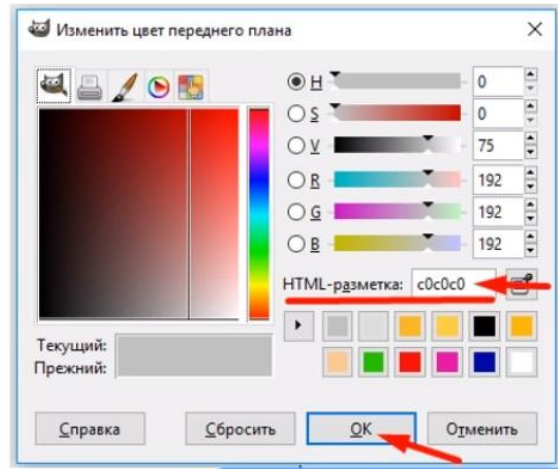 Изменить цвет переднего плана
H 0
S 0
V 75
R 192
G 192
B 192
HTML-разметка: c0c0c0
Текущий:
Прежний:
Справка Сбросить OK Отменить